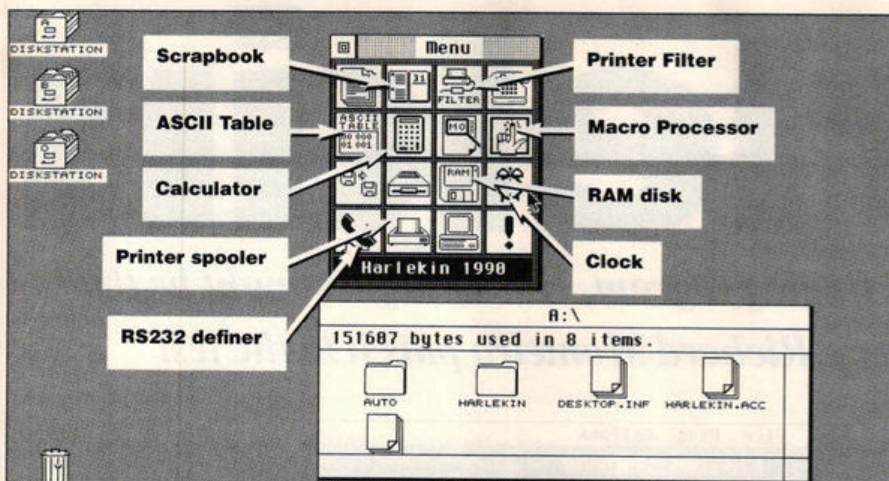 A
DISKSTATION
B
DISKSTATION
DISKSTATION
Scrapbook
ASCII Table
Calculator
Printer spooler
RS232 definer
Menu
31
FILTER
ASCII
TABLE
00 000
01 001
MO
RAM
Harlekin 1990
Printer Filter
Macro Processor
RAM disk
Clock
A:\
151607 bytes used in 8 items.
AUTO
HARLEKIN
DESKTOP.INF
HARLEKIN.ACC